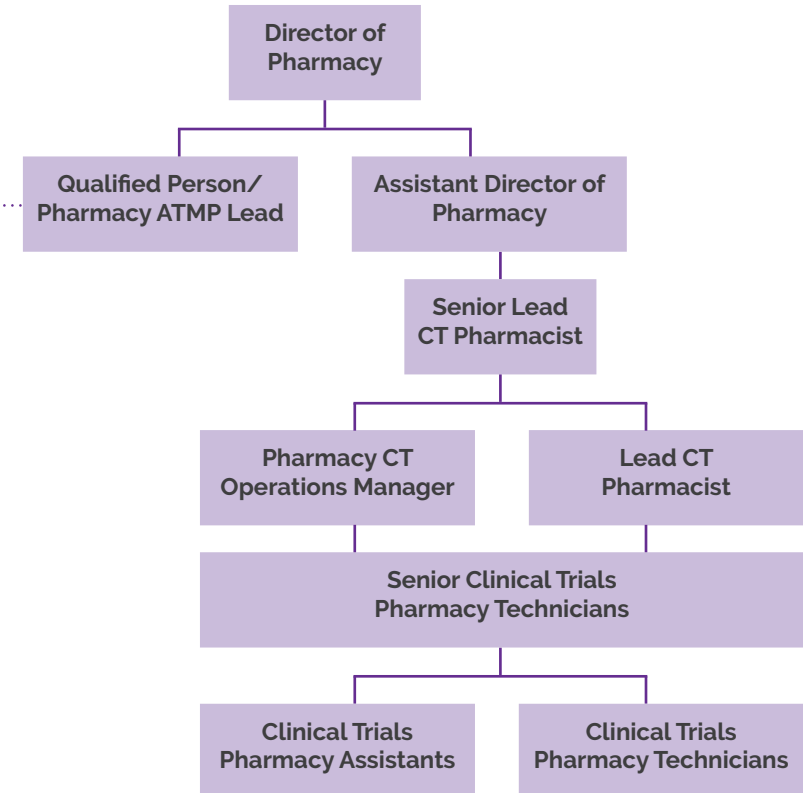 Director of
Pharmacy
Qualified Person/
Pharmacy ATMP Lead
Assistant Director of
Pharmacy
Senior Lead
CT Pharmacist
Pharmacy CT
Operations Manager
Lead CT
Pharmacist
Senior Clinical Trials
Pharmacy Technicians
Clinical Trials
Pharmacy Assistants
Clinical Trials
Pharmacy Technicians